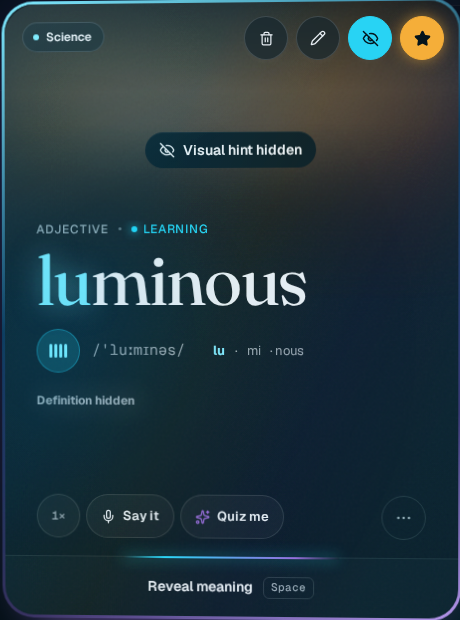 Science
Visual hint hidden
ADJECTIVE · LEARNING
luminous
/ˈluːmɪnəs/ lu · mi · nous
Definition hidden
1× Say it Quiz me ...
Reveal meaning Space